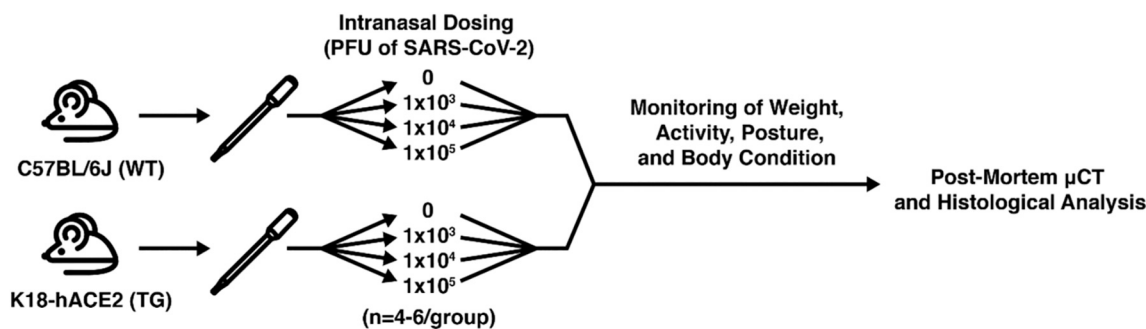 Intranasal Dosing
(PFU of SARS-CoV-2)
0
1x10³
1x10⁴
1x10⁵
C57BL/6J (WT)
Monitoring of Weight,
Activity, Posture,
and Body Condition
Post-Mortem µCT
and Histological Analysis
0
1x10³
1x10⁴
1x10⁵
K18-hACE2 (TG)
(n=4-6/group)